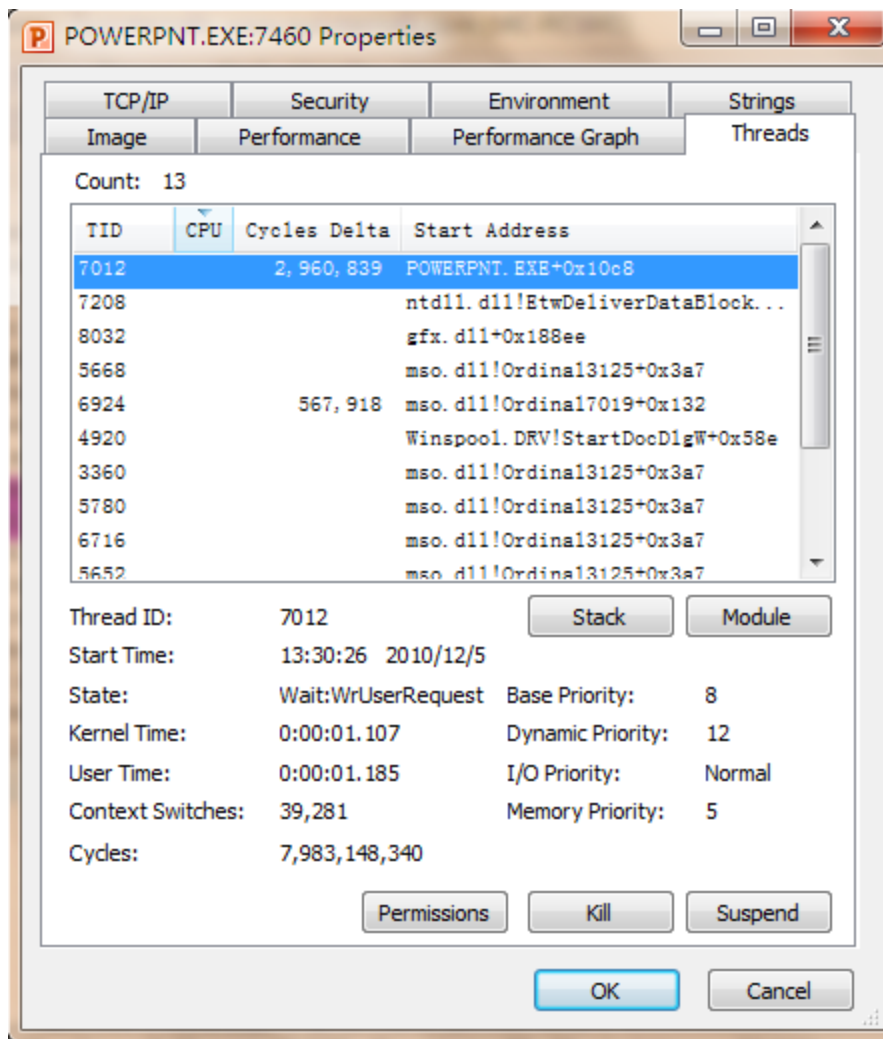 POWERPNT.EXE:7460 Properties
TCP/IP Security Environment Strings
Image Performance Performance Graph Threads
Count: 13
TID CPU Cycles Delta Start Address
7012 2,960,839 POWERPNT.EXE+0x10c8
7208 ntdll.dll!EtwDeliverDataBlock...
8032 gfx.dll+0x188ee
5668 mso.dll!Ordinal3125+0x3a7
6924 567,918 mso.dll!Ordinal7019+0x132
4920 Winspool.DRV!StartDocDlgW+0x58e
3360 mso.dll!Ordinal3125+0x3a7
5780 mso.dll!Ordinal3125+0x3a7
6716 mso.dll!Ordinal3125+0x3a7
5652 mso.dll!Ordinal3125+0x3a7
Thread ID: 7012 Stack Module
Start Time: 13:30:26 2010/12/5
State: Wait:WrUserRequest Base Priority: 8
Kernel Time: 0:00:01.107 Dynamic Priority: 12
User Time: 0:00:01.185 I/O Priority: Normal
Context Switches: 39,281 Memory Priority: 5
Cycles: 7,983,148,340
Permissions Kill Suspend
OK Cancel